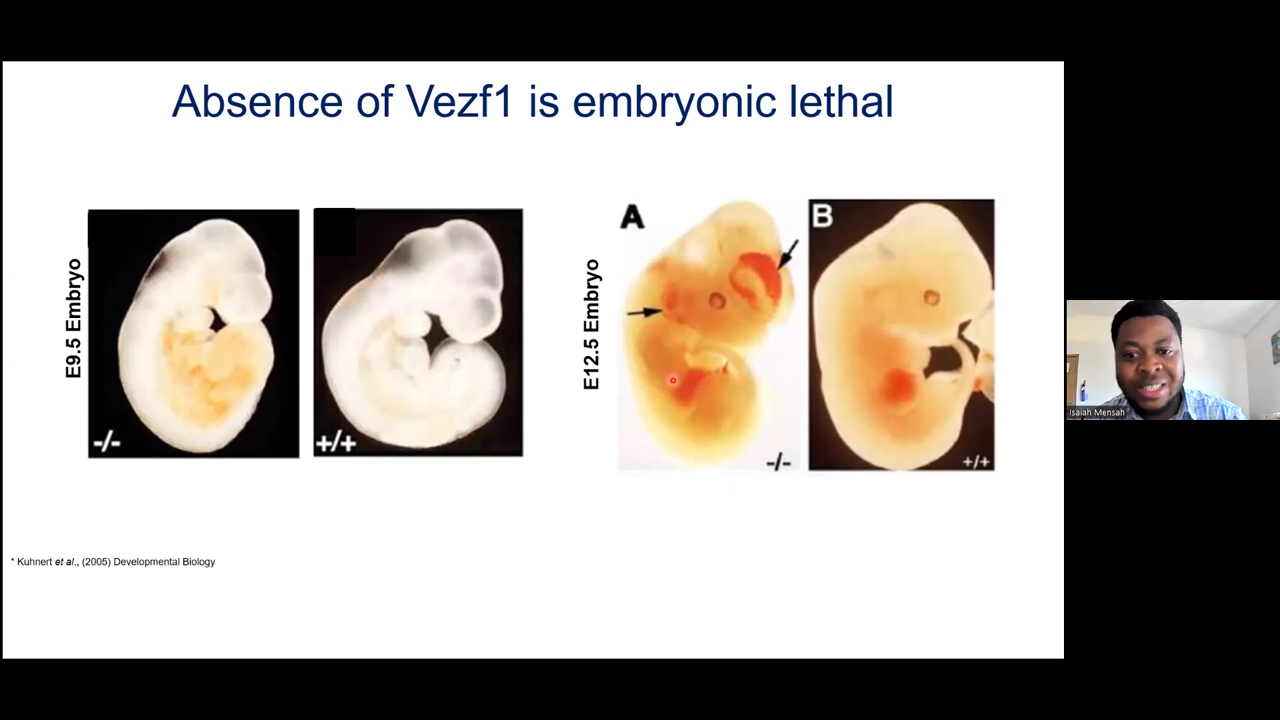 Absence of Vezf1 is embryonic lethal
E9.5 Embryo
-/-
+/+
E12.5 Embryo
A
-/-
B
+/+
Isaiah Mensah
* Kuhnert et al., (2005) Developmental Biology